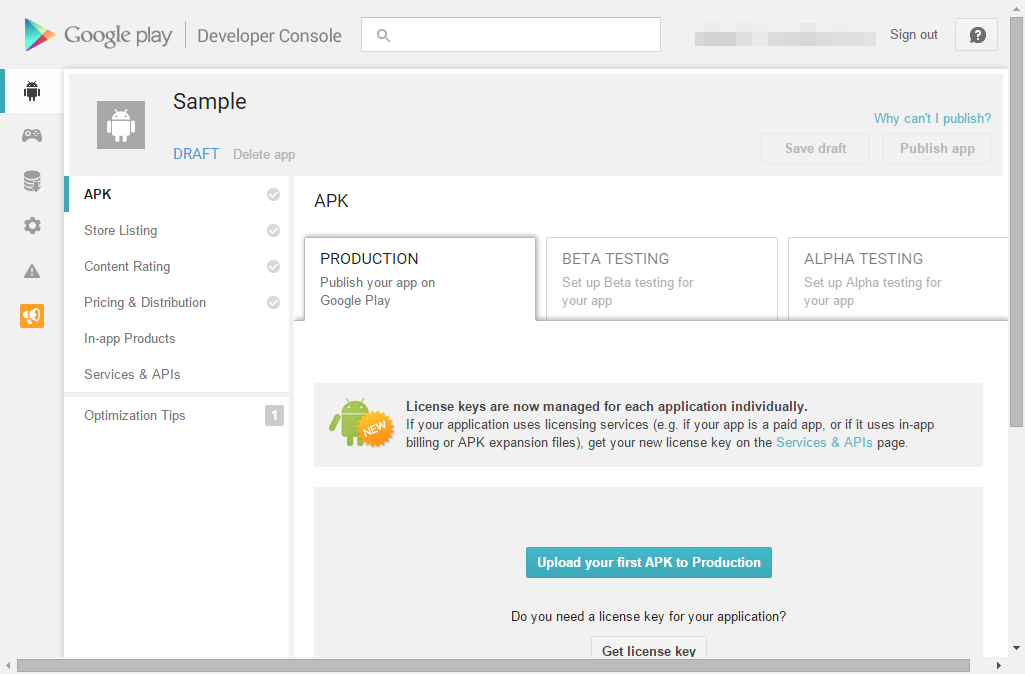 Google play Developer Console
Sign out
Sample
DRAFT Delete app
Why can't I publish?
Save draft
Publish app
APK
Store Listing
Content Rating
Pricing & Distribution
In-app Products
Services & APIs
Optimization Tips 1
APK
PRODUCTION
Publish your app on
Google Play
BETA TESTING
Set up Beta testing for
your app
ALPHA TESTING
Set up Alpha testing for
your app
NEW
License keys are now managed for each application individually.
If your application uses licensing services (e.g. if your app is a paid app, or if it uses in-app
billing or APK expansion files), get your new license key on the Services & APIs page.
Upload your first APK to Production
Do you need a license key for your application?
Get license key